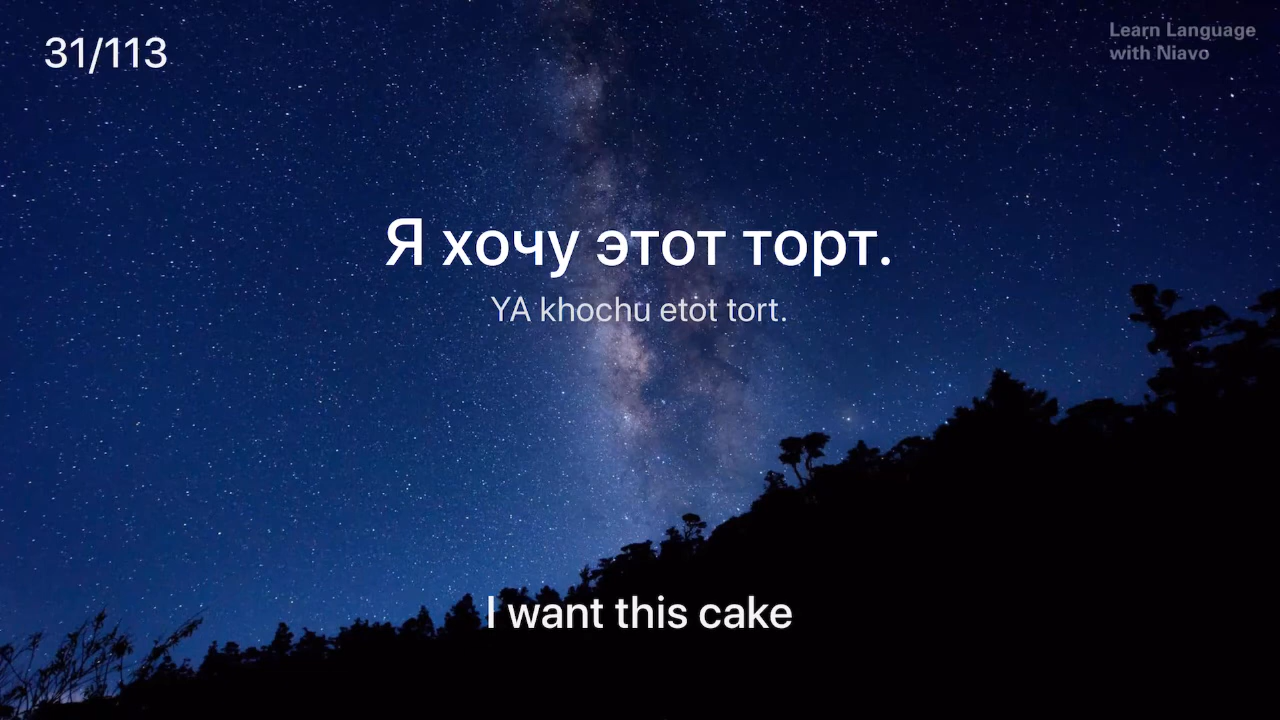 31/113
Learn Language
with Niavo
Я хочу этот торт.
YA khochu etot tort.
I want this cake